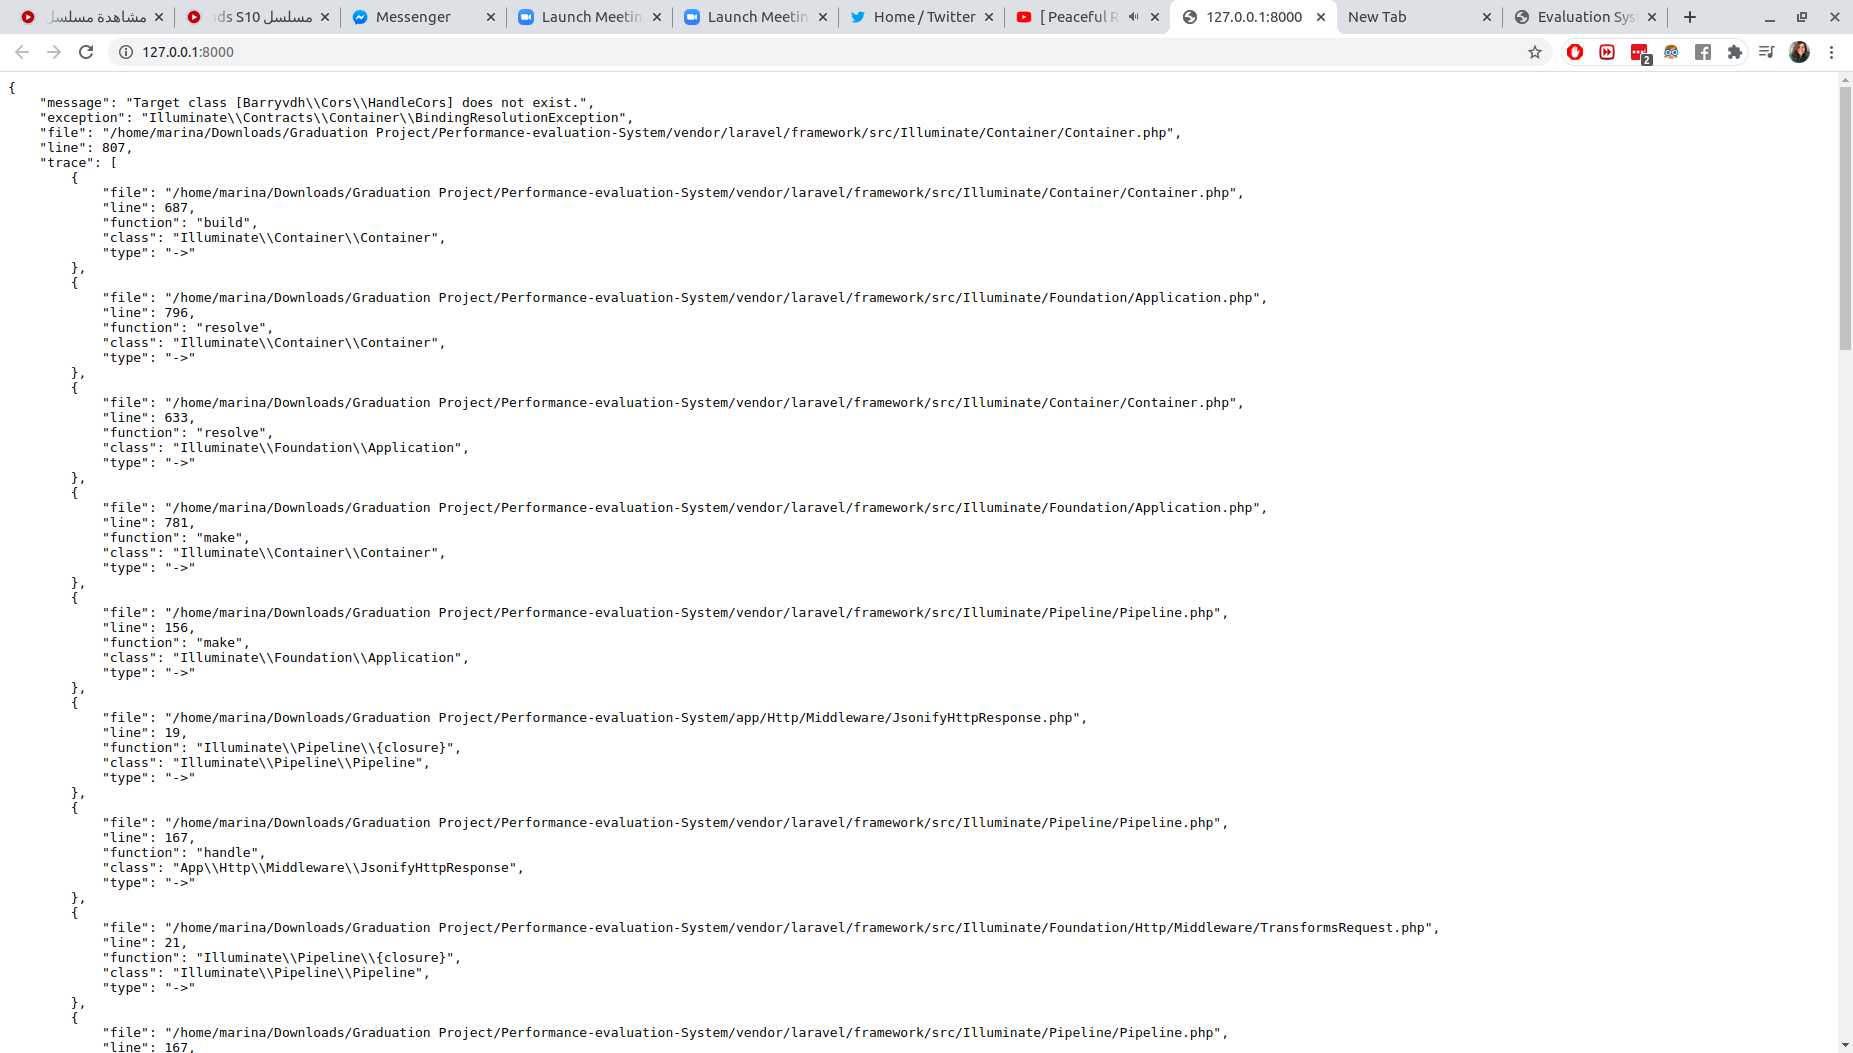 مشاهدة مسلسل
مسلسل nds S10
Messenger
Launch Meetin
Launch Meetin
Home / Twitter
[ Peaceful R
127.0.0.1:8000
New Tab
Evaluation Sys
127.0.0.1:8000
2
{
"message": "Target class [Barryvdh\\Cors\\HandleCors] does not exist.",
"exception": "Illuminate\\Contracts\\Container\\BindingResolutionException",
"file": "/home/marina/Downloads/Graduation Project/Performance-evaluation-System/vendor/laravel/framework/src/Illuminate/Container/Container.php",
"line": 807,
"trace": [
{
"file": "/home/marina/Downloads/Graduation Project/Performance-evaluation-System/vendor/laravel/framework/src/Illuminate/Container/Container.php",
"line": 687,
"function": "build",
"class": "Illuminate\\Container\\Container",
"type": "->"
},
{
"file": "/home/marina/Downloads/Graduation Project/Performance-evaluation-System/vendor/laravel/framework/src/Illuminate/Foundation/Application.php",
"line": 796,
"function": "resolve",
"class": "Illuminate\\Container\\Container",
"type": "->"
},
{
"file": "/home/marina/Downloads/Graduation Project/Performance-evaluation-System/vendor/laravel/framework/src/Illuminate/Container/Container.php",
"line": 633,
"function": "resolve",
"class": "Illuminate\\Foundation\\Application",
"type": "->"
},
{
"file": "/home/marina/Downloads/Graduation Project/Performance-evaluation-System/vendor/laravel/framework/src/Illuminate/Foundation/Application.php",
"line": 781,
"function": "make",
"class": "Illuminate\\Container\\Container",
"type": "->"
},
{
"file": "/home/marina/Downloads/Graduation Project/Performance-evaluation-System/vendor/laravel/framework/src/Illuminate/Pipeline/Pipeline.php",
"line": 156,
"function": "make",
"class": "Illuminate\\Foundation\\Application",
"type": "->"
},
{
"file": "/home/marina/Downloads/Graduation Project/Performance-evaluation-System/app/Http/Middleware/JsonifyHttpResponse.php",
"line": 19,
"function": "Illuminate\\Pipeline\\{closure}",
"class": "Illuminate\\Pipeline\\Pipeline",
"type": "->"
},
{
"file": "/home/marina/Downloads/Graduation Project/Performance-evaluation-System/vendor/laravel/framework/src/Illuminate/Pipeline/Pipeline.php",
"line": 167,
"function": "handle",
"class": "App\\Http\\Middleware\\JsonifyHttpResponse",
"type": "->"
},
{
"file": "/home/marina/Downloads/Graduation Project/Performance-evaluation-System/vendor/laravel/framework/src/Illuminate/Foundation/Http/Middleware/TransformsRequest.php",
"line": 21,
"function": "Illuminate\\Pipeline\\{closure}",
"class": "Illuminate\\Pipeline\\Pipeline",
"type": "->"
},
{
"file": "/home/marina/Downloads/Graduation Project/Performance-evaluation-System/vendor/laravel/framework/src/Illuminate/Pipeline/Pipeline.php",
"line": 167,